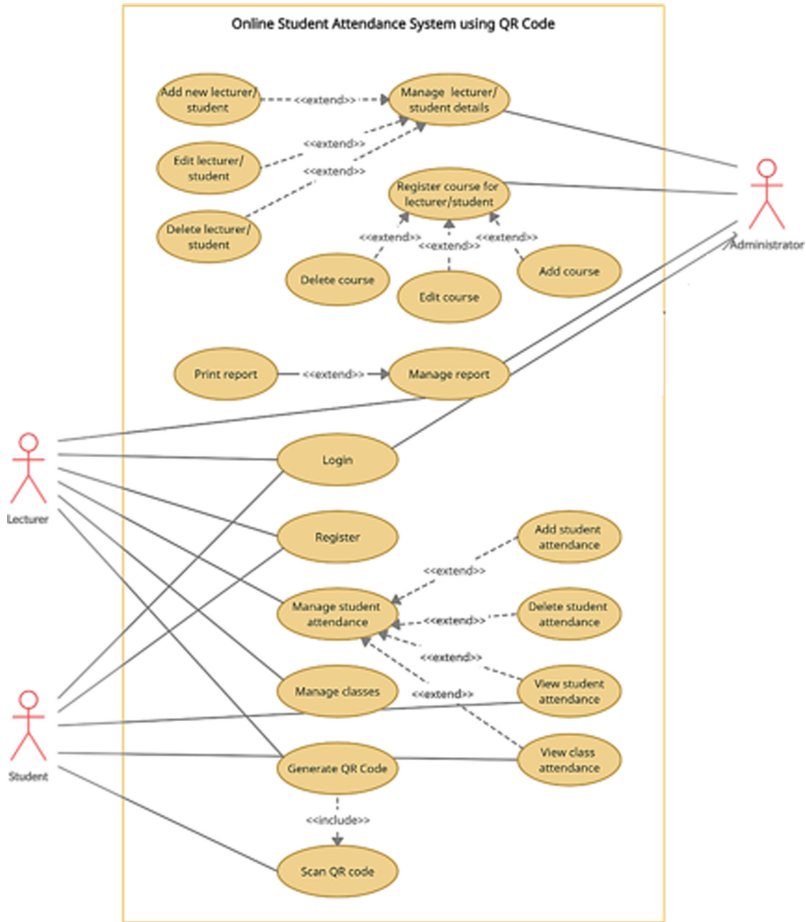 Online Student Attendance System using QR Code
Add new lecturer/
student
<<extend>>
Manage lecturer/
student details
<<extend>>
Edit lecturer/
student
<<extend>>
Delete lecturer/
student
Register course for
lecturer/student
Administrator
<<extend>>
<<extend>>
<<extend>>
Delete course
Edit course
Add course
Print report
<<extend>>
Manage report
Lecturer
Login
Register
Add student
attendance
<<extend>>
Manage student
attendance
<<extend>>
Delete student
attendance
<<extend>>
Manage classes
<<extend>>
View student
attendance
Student
Generate QR Code
View class
attendance
<<include>>
Scan QR code